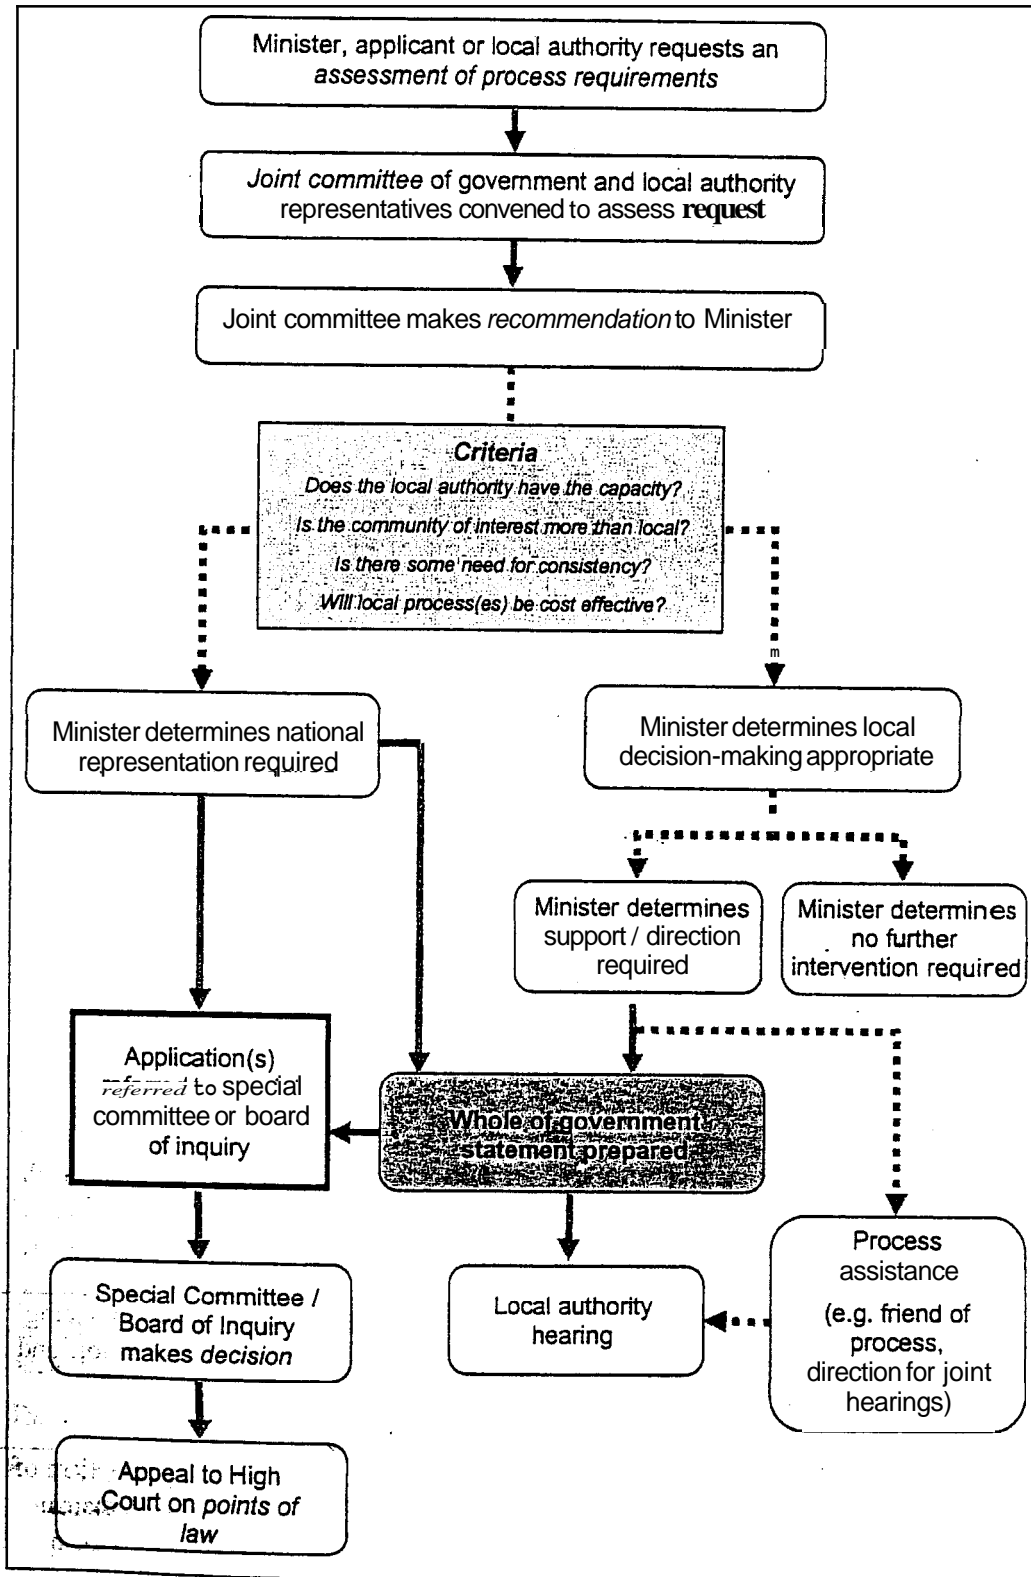 Minister, applicant or local authority requests an
assessment of process requirements
Joint committee of government and local authority
representatives convened to assess request
Joint committee makes recommendation to Minister
Criteria
Does the local authority have the capacity?
Is the community of interest more than local?
Is there some need for consistency?
Will local process(es) be cost effective?
m
Minister determines national
representation required
Minister determines local
decision-making appropriate
Minister determines
support / direction
required
Minister determines
no further
intervention required
Application(s)
referred to special
committee or board
of inquiry
Whole of government
statement prepared
Special Committee /
Board of Inquiry
makes decision
Local authority
hearing
Process
assistance
(e.g. friend of
process,
direction for joint
hearings)
Appeal to High
Court on points of
law